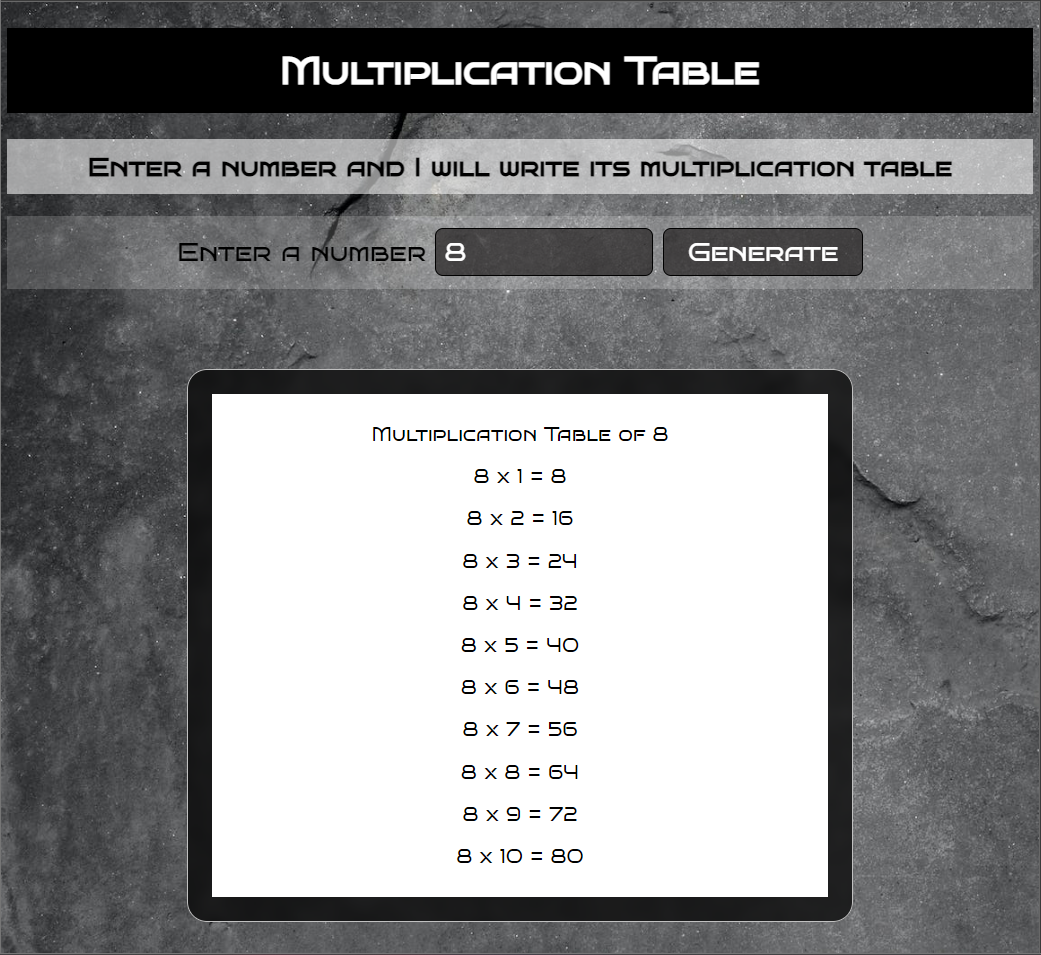 Multiplication Table
Enter a number and I will write its multiplication table
Enter a number 8 Generate
Multiplication Table of 8
8 x 1 = 8
8 x 2 = 16
8 x 3 = 24
8 x 4 = 32
8 x 5 = 40
8 x 6 = 48
8 x 7 = 56
8 x 8 = 64
8 x 9 = 72
8 x 10 = 80